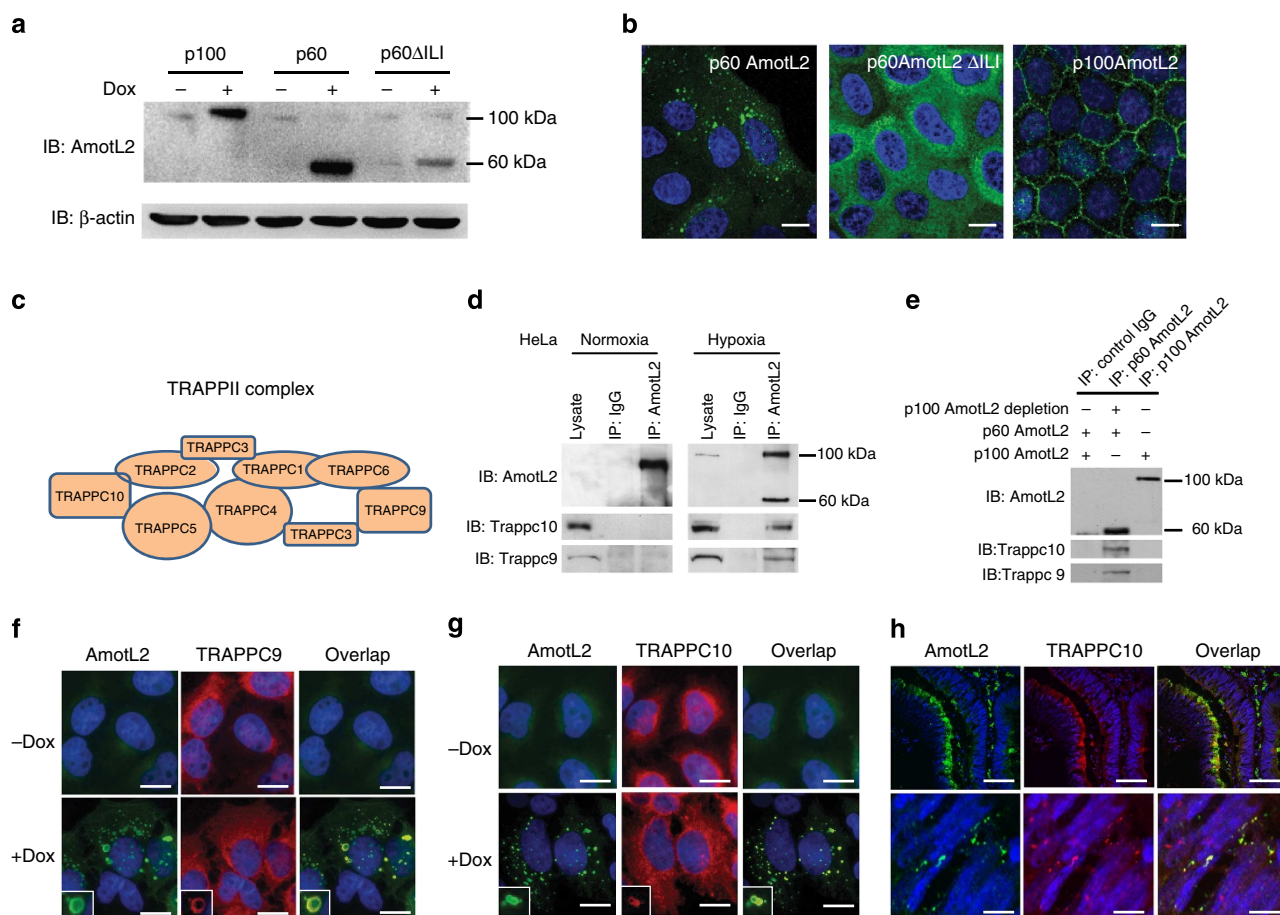 a
p100 p60 p60ΔILI
Dox − + − + − +
IB: AmotL2
100 kDa
60 kDa
IB: β-actin
b
p60 AmotL2
p60AmotL2 ΔILI
p100AmotL2
c
TRAPPII complex
TRAPPC3
TRAPPC2
TRAPPC1
TRAPPC6
TRAPPC10
TRAPPC5
TRAPPC4
TRAPPC3
TRAPPC9
d
HeLa Normoxia Hypoxia
Lysate
IP: IgG
IP: AmotL2
Lysate
IP: IgG
IP: AmotL2
IB: AmotL2
100 kDa
60 kDa
IB: Trappc10
IB: Trappc9
e
IP: control IgG
IP: p60 AmotL2
IP: p100 AmotL2
p100 AmotL2 depletion − + −
p60 AmotL2 + + −
p100 AmotL2 + − +
IB: AmotL2
100 kDa
60 kDa
IB:Trappc10
IB:Trappc 9
f
AmotL2 TRAPPC9 Overlap
−Dox
+Dox
g
AmotL2 TRAPPC10 Overlap
−Dox
+Dox
h
AmotL2 TRAPPC10 Overlap